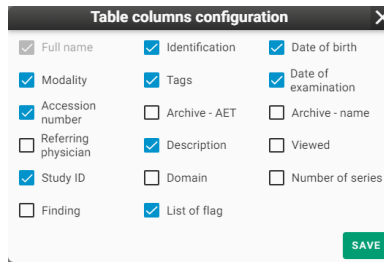 Table columns configuration
Full name
Identification
Date of birth
Modality
Tags
Date of
examination
Accession
number
Archive - AET
Archive - name
Referring
physician
Description
Viewed
Study ID
Domain
Number of series
Finding
List of flag
SAVE